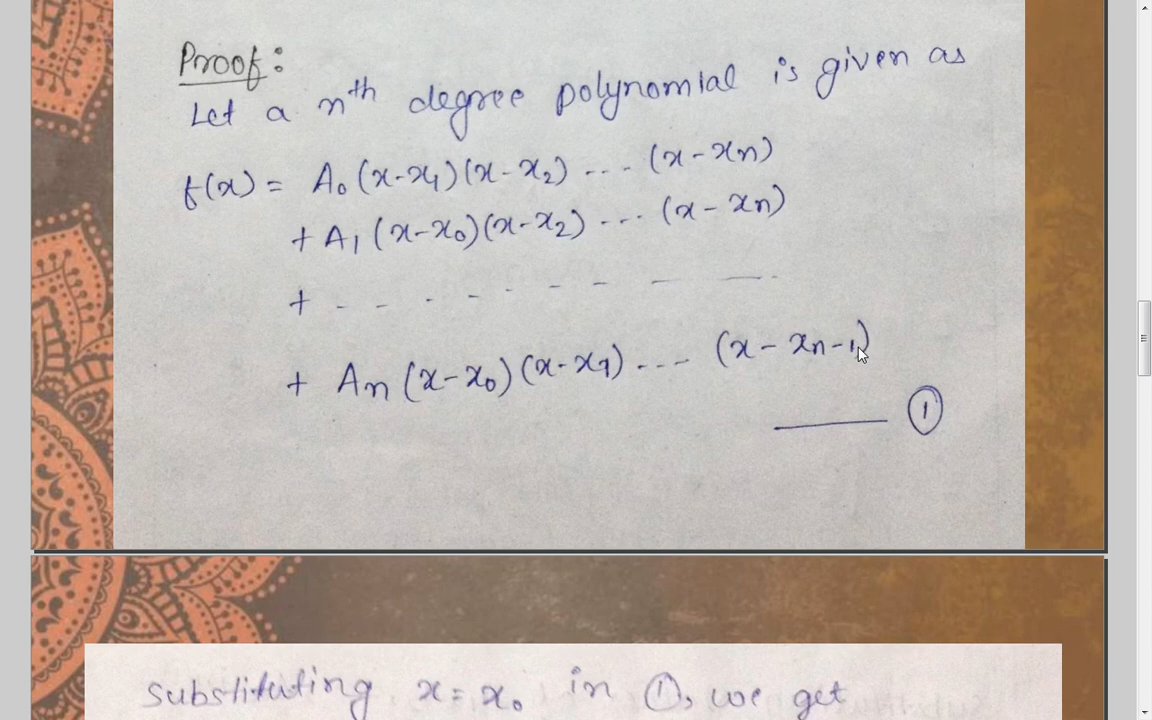 Proof:
Let a nth degree polynomial is given as
f(x) = A₀(x-x₁)(x-x₂) ---- (x-xn)
+ A₁(x-x₀)(x-x₂) ---- (x-xn)
+ - - - - - - - - -
+ An(x-x₀)(x-x₁) ---- (x-xn-1)
——— ①
Substituting x=x₀ in ①, we get